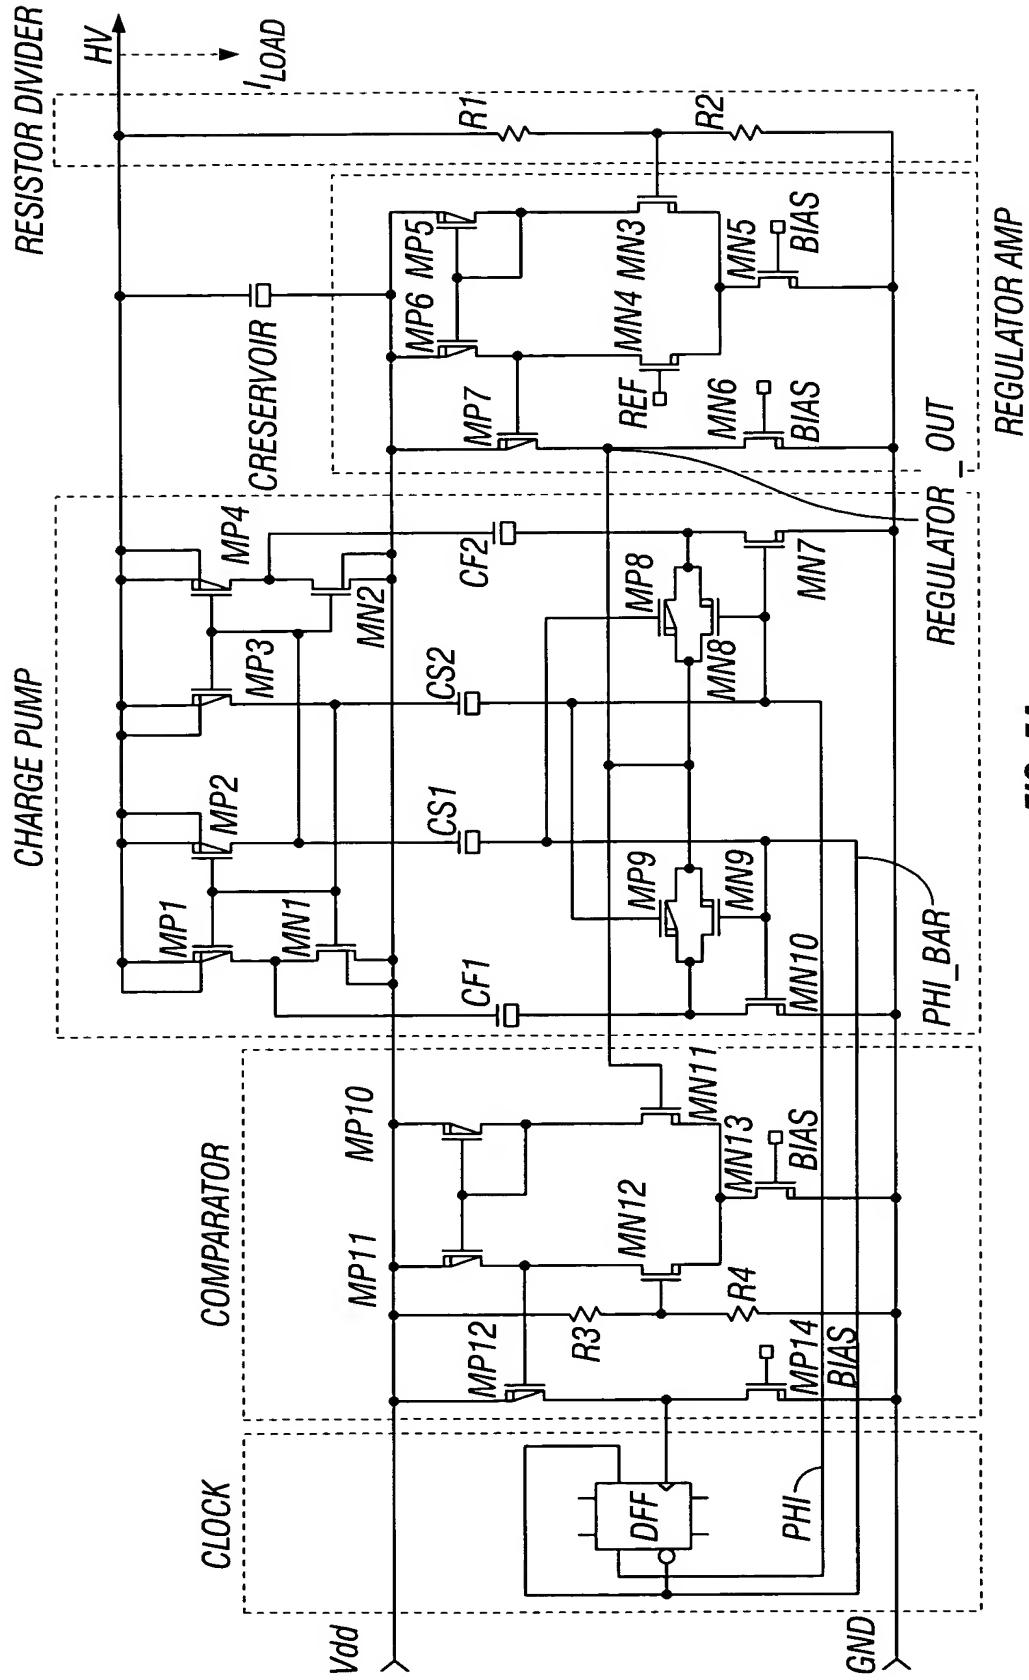 CLOCK
COMPARATOR
CHARGE PUMP
RESISTOR DIVIDER
HV
I LOAD
MP1
MP2
MP3
MP4
MN1
MN2
CRESERVOIR
Vdd
MP11
MP10
MP6
MP5
MP12
CF1
CS1
CS2
CF2
MP7
R1
DFF
R3
MN12
MN11
MP9
MN9
MP8
MN8
REF
MN4
MN3
R2
R4
MN13
BIAS
MN10
MN7
MN6
BIAS
MN5
BIAS
MP14
BIAS
PHI
GND
PHI_BAR
REGULATOR_OUT
REGULATOR AMP
FIG.